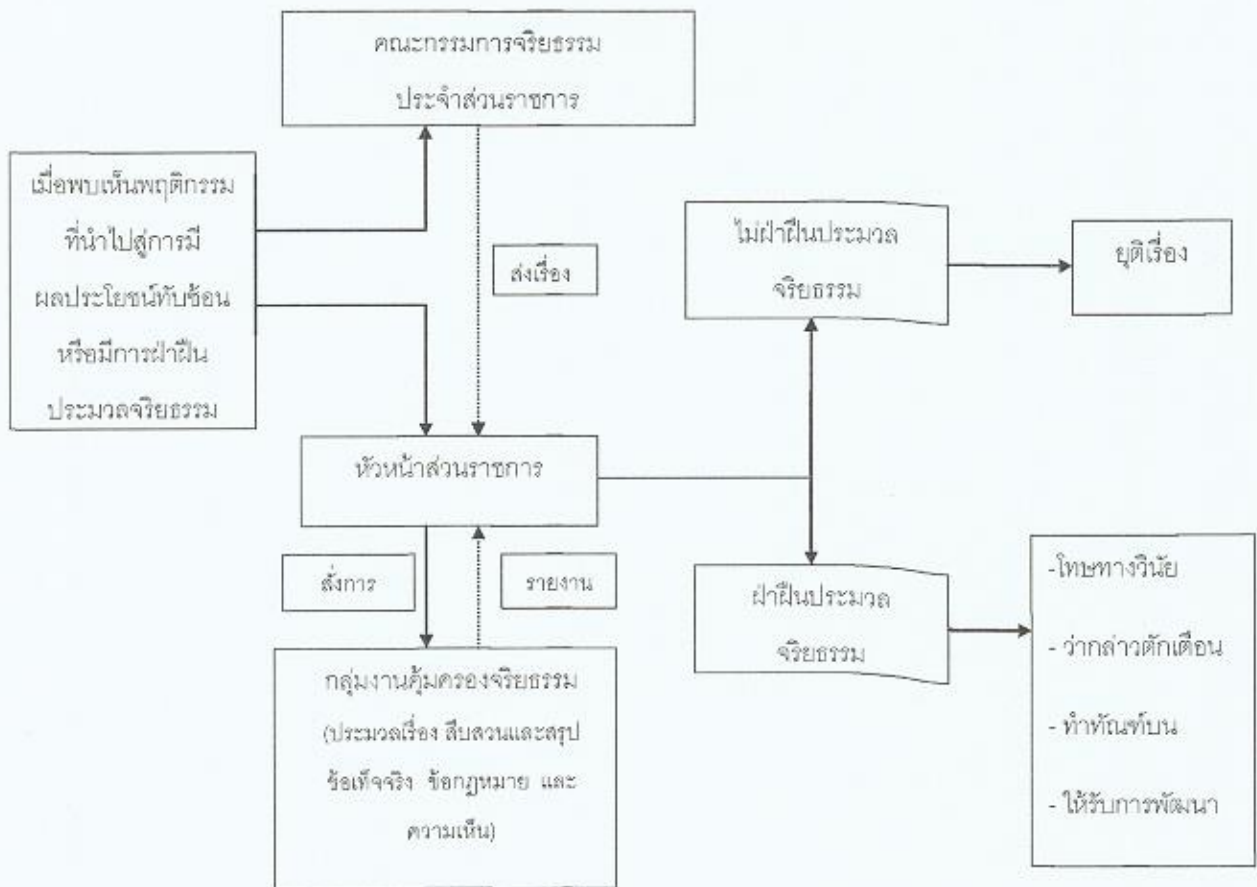 คณะกรรมการจริยธรรม
ประจำส่วนราชการ
เมื่อพบเห็นพฤติกรรม
ที่นำไปสู่การมี
ผลประโยชน์ทับซ้อน
หรือมีการฝ่าฝืน
ประมวลจริยธรรม
ส่งเรื่อง
ไม่ฝ่าฝืนประมวล
จริยธรรม
ยุติเรื่อง
หัวหน้าส่วนราชการ
สั่งการ
รายงาน
ฝ่าฝืนประมวล
จริยธรรม
-โทษทางวินัย
- ว่ากล่าวตักเตือน
- ทำทัณฑ์บน
- ให้รับการพัฒนา
กลุ่มงานคุ้มครองจริยธรรม
(ประมวลเรื่อง สืบสวนและสรุป
ข้อเท็จจริง ข้อกฎหมาย และ
ความเห็น)